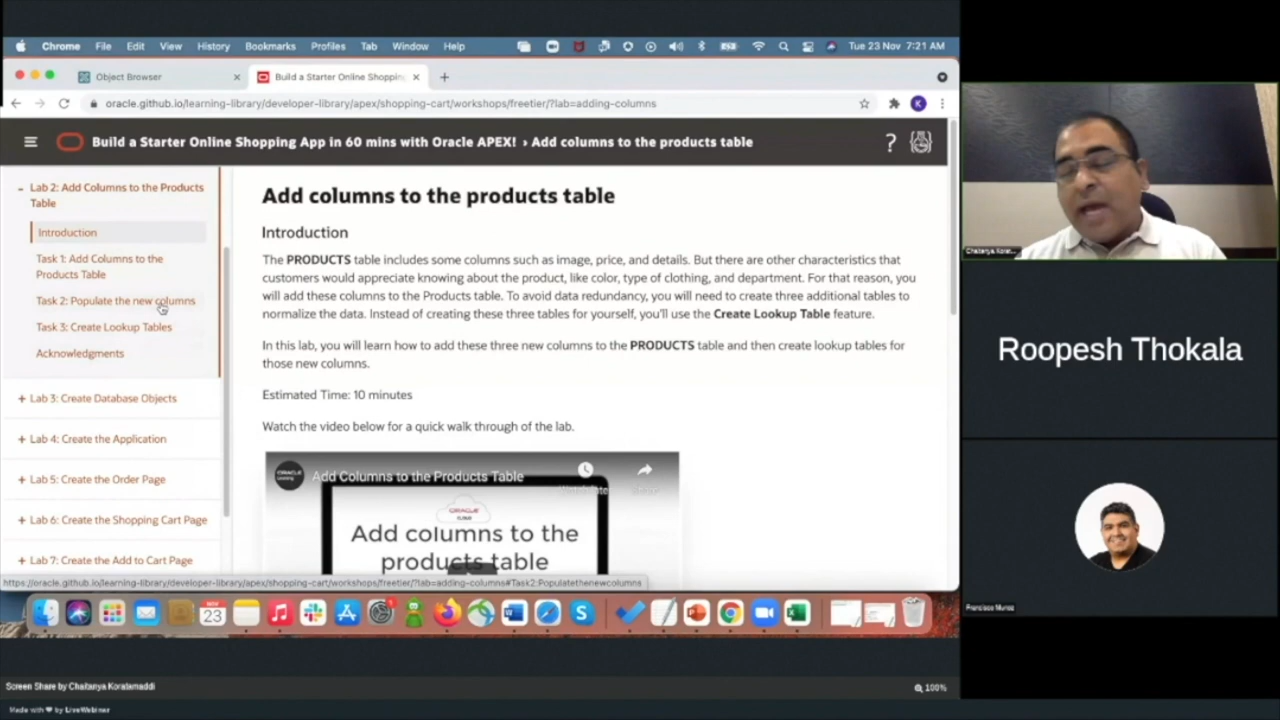 Chrome File Edit View History Bookmarks Profiles Tab Window Help Tue 23 Nov 7:21 AM
Object Browser
Build a Starter Online Shopping
oracle.github.io/learning-library/developer-library/apex/shopping-cart/workshops/freetier/?lab=adding-columns
K
Build a Starter Online Shopping App in 60 mins with Oracle APEX! › Add columns to the products table
?
- Lab 2: Add Columns to the Products
Table
Introduction
Task 1: Add Columns to the
Products Table
Task 2: Populate the new columns
Task 3: Create Lookup Tables
Acknowledgments
+ Lab 3: Create Database Objects
+ Lab 4: Create the Application
+ Lab 5: Create the Order Page
+ Lab 6: Create the Shopping Cart Page
+ Lab 7: Create the Add to Cart Page
Add columns to the products table
Introduction
The PRODUCTS table includes some columns such as image, price, and details. But there are other characteristics that
customers would appreciate knowing about the product, like color, type of clothing, and department. For that reason, you
will add these columns to the Products table. To avoid data redundancy, you will need to create three additional tables to
normalize the data. Instead of creating these three tables for yourself, you'll use the Create Lookup Table feature.
In this lab, you will learn how to add these three new columns to the PRODUCTS table and then create lookup tables for
those new columns.
Estimated Time: 10 minutes
Watch the video below for a quick walk through of the lab.
ORACLE
Add Columns to the Products Table
ORACLE
Add columns to the
products table
https://oracle.github.io/learning-library/developer-library/apex/shopping-cart/workshops/freetier/?lab=adding-columns#Task2:Populatethenewcolumns
NOV
23
Screen Share by Chaitanya Koratamaddi
100%
Made with ❤ by LiveWebinar
Chaitanya Korat...
Roopesh Thokala
Francisco Munoz